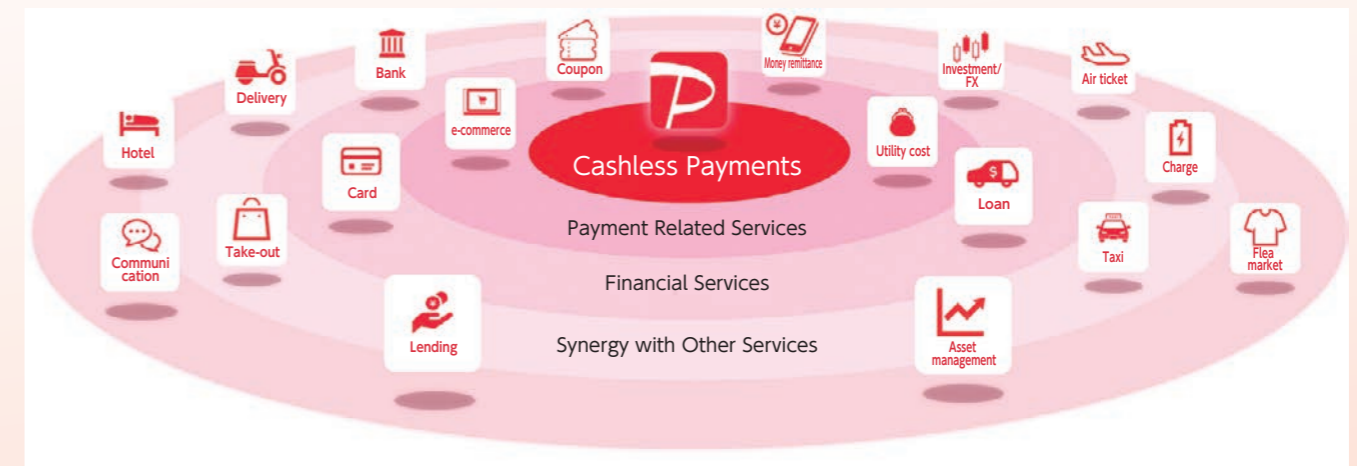 Coupon
Money remittance
Bank
Investment/
FX
Air ticket
Delivery
e-commerce
Utility cost
Hotel
Cashless Payments
Charge
Card
Loan
Payment Related Services
Communi
cation
Take-out
Taxi
Flea
market
Financial Services
Lending
Synergy with Other Services
Asset
management